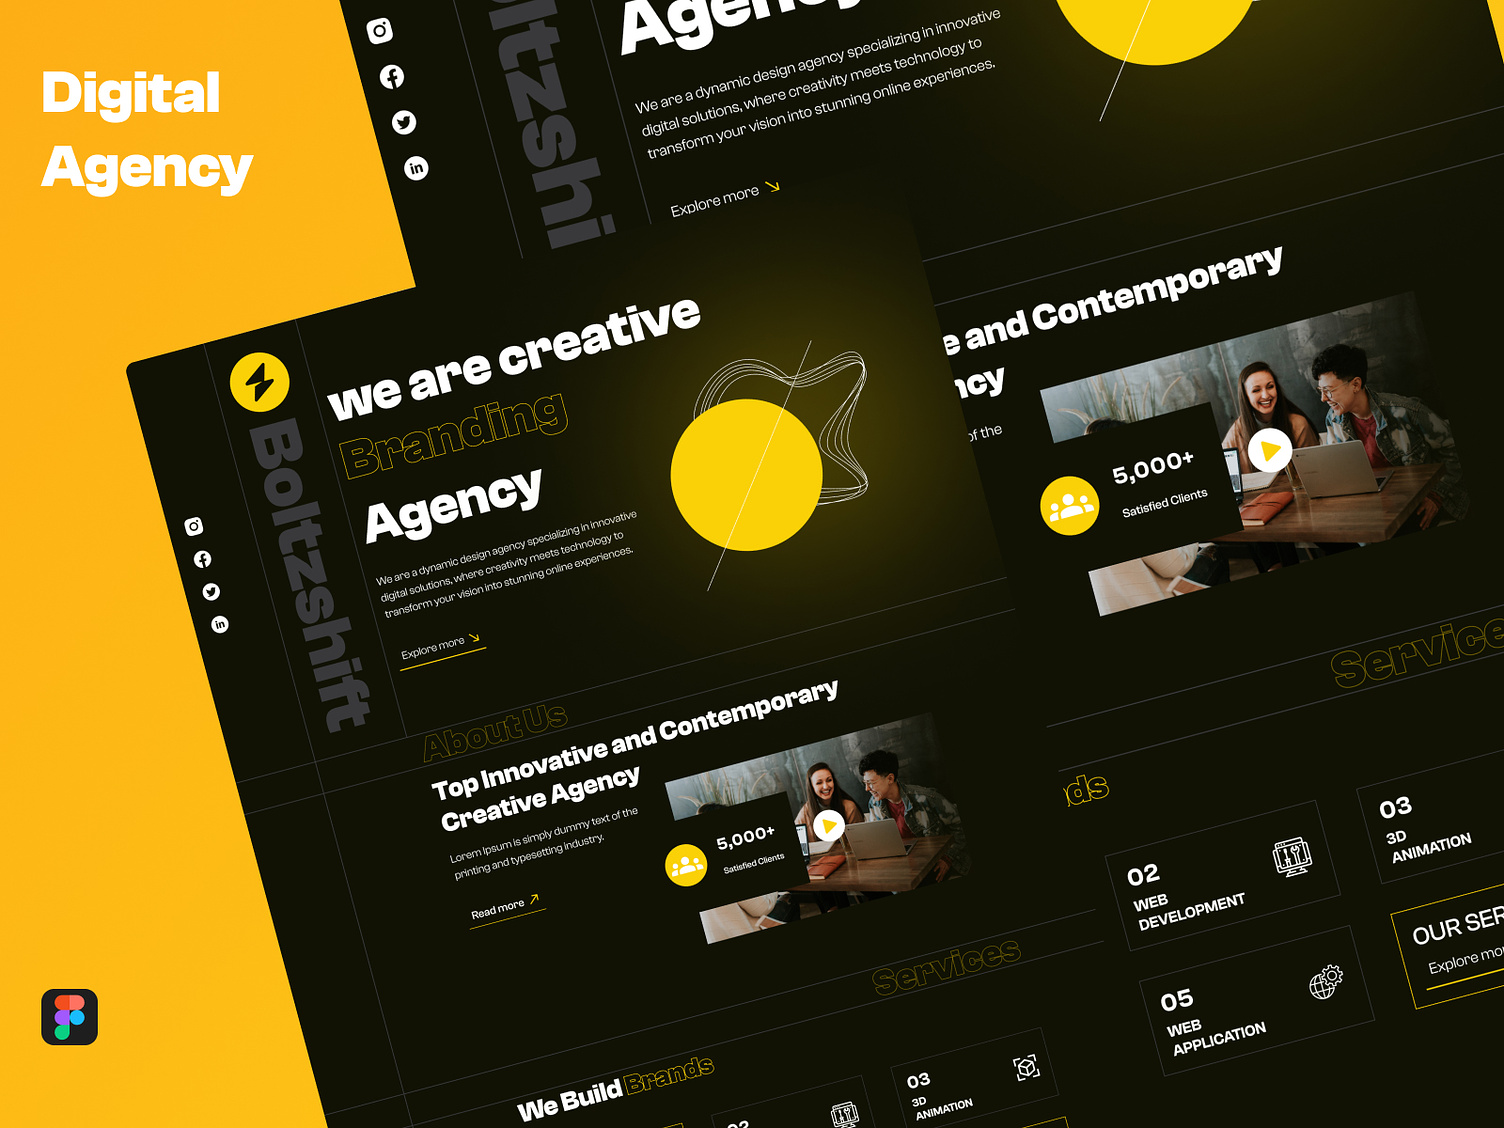 Digital
Agency
Boltzshi
Agency
We are a dynamic design agency specializing in innovative
digital solutions, where creativity meets technology to
transform your vision into stunning online experiences.
Explore more
e and Contemporary
ncy
of the
5,000+
Satisfied Clients
Service
ds
02
WEB
DEVELOPMENT
03
3D
ANIMATION
05
WEB
APPLICATION
OUR SER
Explore mo
Boltzshift
We are creative
Branding
Agency
We are a dynamic design agency specializing in innovative
digital solutions, where creativity meets technology to
transform your vision into stunning online experiences.
Explore more
About Us
Top Innovative and Contemporary
Creative Agency
Lorem Ipsum is simply dummy text of the
printing and typesetting industry.
Read more
5,000+
Satisfied Clients
Services
We Build Brands
02
03
3D
ANIMATION